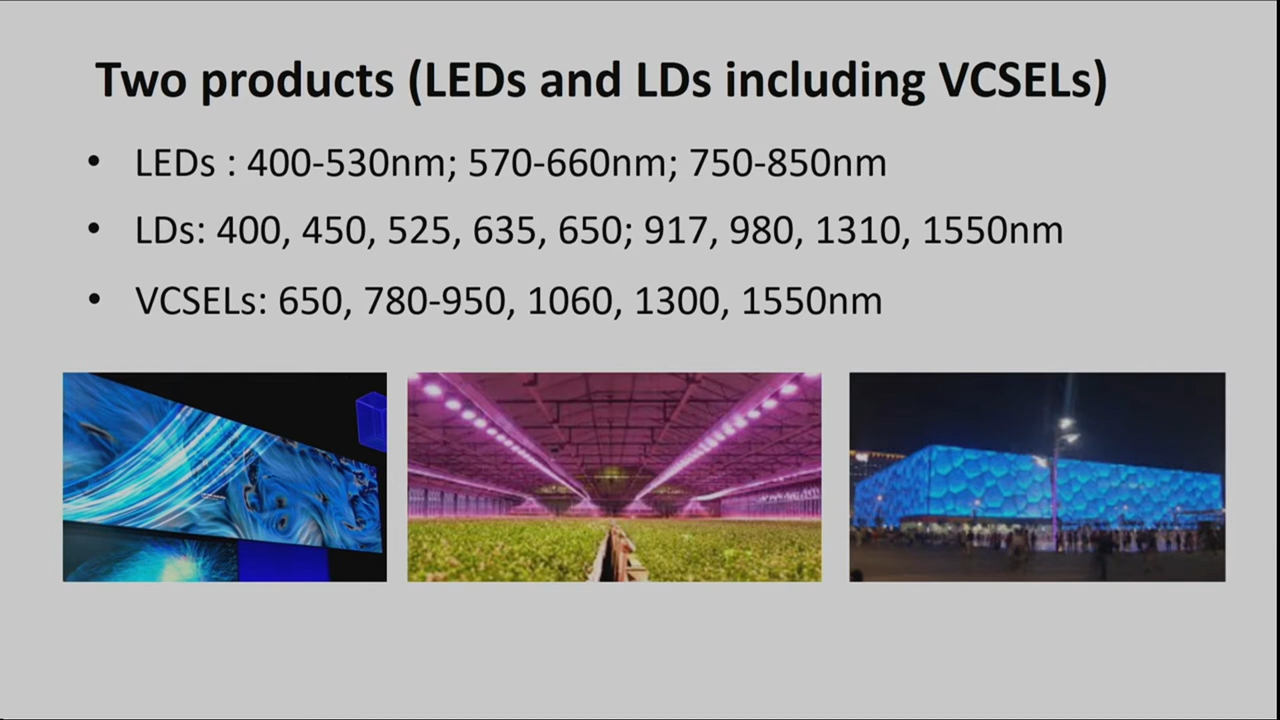 Two products (LEDs and LDs including VCSELs)
• LEDs : 400-530nm; 570-660nm; 750-850nm
• LDs: 400, 450, 525, 635, 650; 917, 980, 1310, 1550nm
• VCSELs: 650, 780-950, 1060, 1300, 1550nm